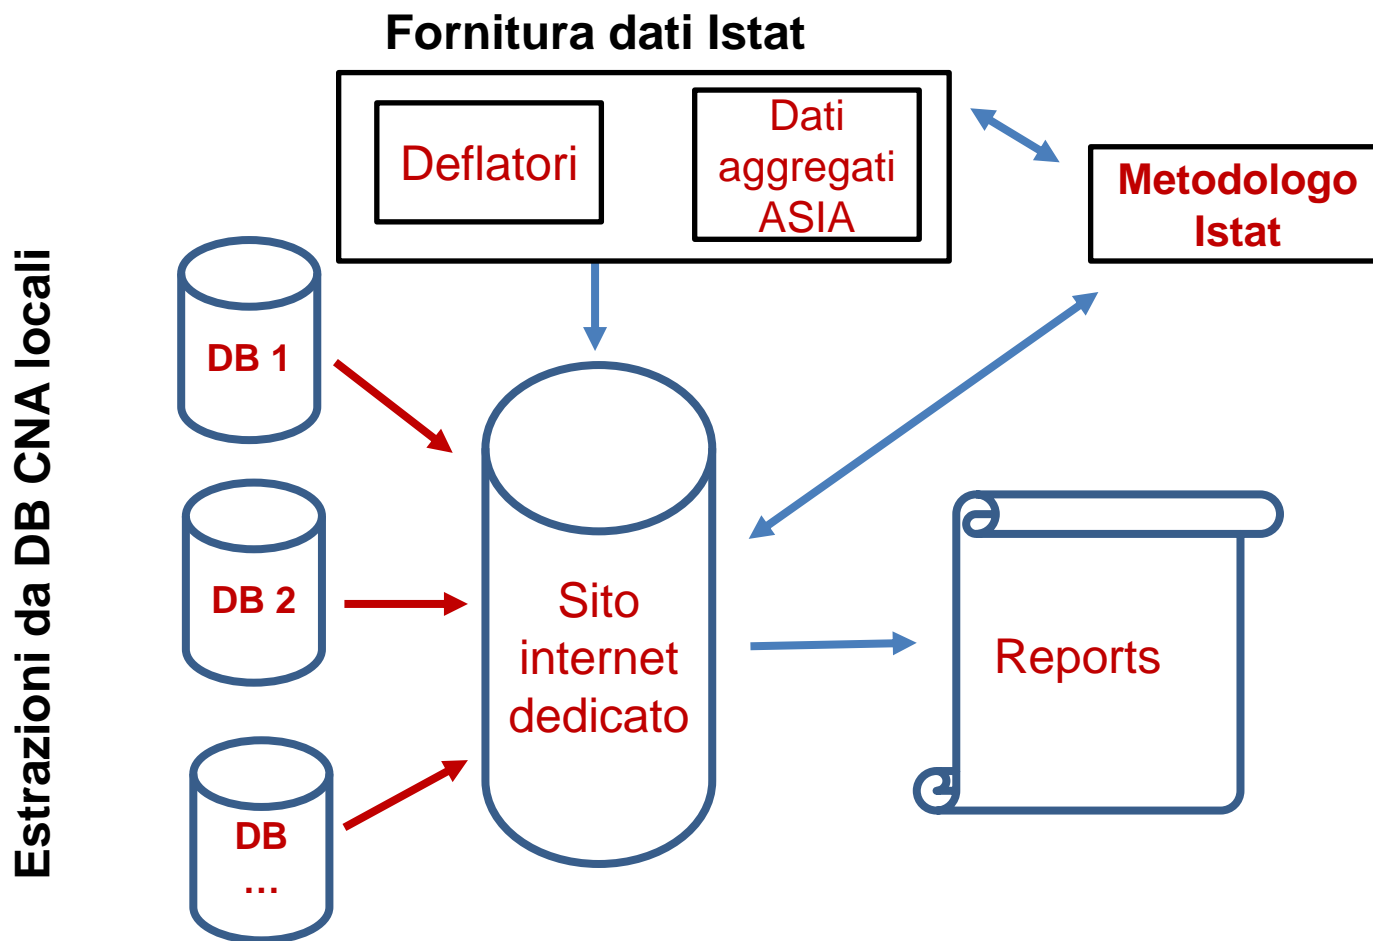 Fornitura dati Istat
Deflatori
Dati
aggregati
ASIA
Metodologo
Istat
Estrazioni da DB CNA locali
DB 1
DB 2
DB
…
Sito
internet
dedicato
Reports